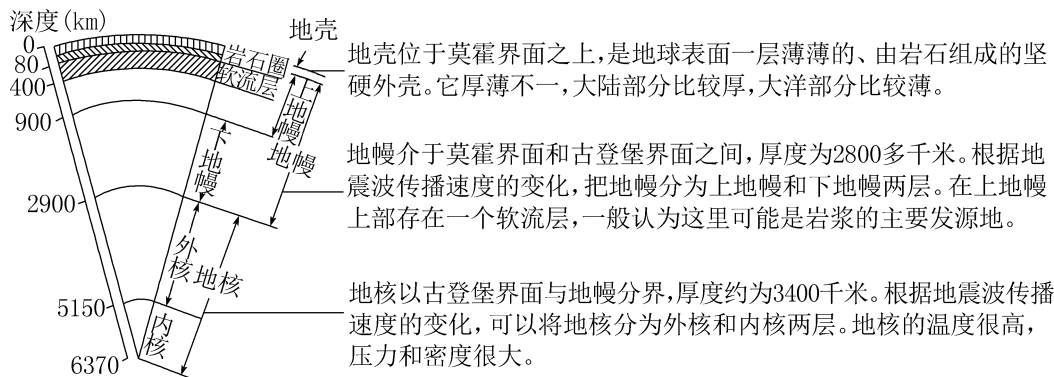 深度(km)
0
80
400
900
2900
5150
6370
地壳
岩石圈
软流层
上地幔
下地幔
地幔
外核
地核
内核
地壳位于莫霍界面之上,是地球表面一层薄薄的、由岩石组成的坚
硬外壳。它厚薄不一,大陆部分比较厚,大洋部分比较薄。
地幔介于莫霍界面和古登堡界面之间,厚度为2800多千米。根据地
震波传播速度的变化,把地幔分为上地幔和下地幔两层。在上地幔
上部存在一个软流层,一般认为这里可能是岩浆的主要发源地。
地核以古登堡界面与地幔分界,厚度约为3400千米。根据地震波传播
速度的变化,可以将地核分为外核和内核两层。地核的温度很高,
压力和密度很大。